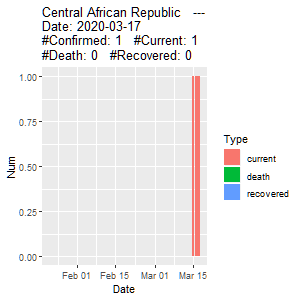 Central African Republic   ---
Date: 2020-03-17
#Confirmed: 1   #Current: 1
#Death: 0   #Recovered: 0
1.00
0.75
0.50
0.25
0.00
Num
Feb 01
Feb 15
Mar 01
Mar 15
Date
Type
current
death
recovered